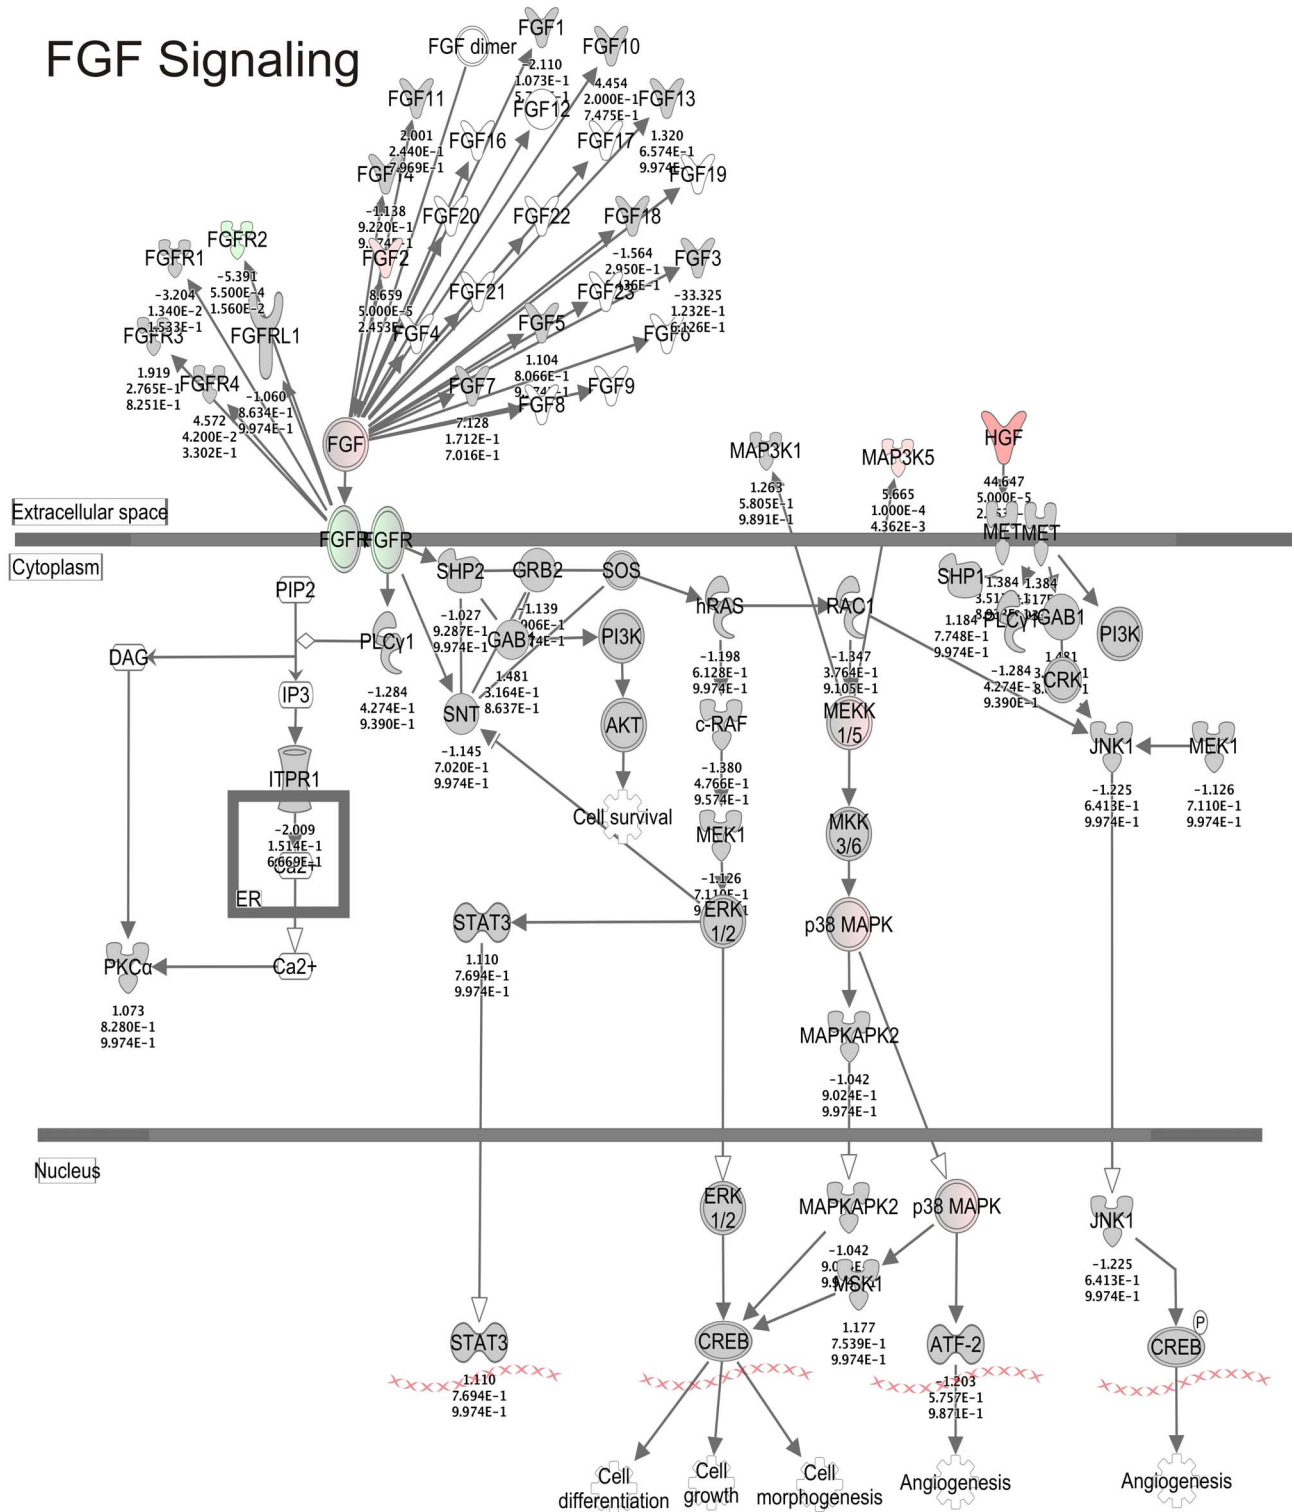 FGF Signaling
FGF dimer
FGF1
-2.110
1.073E-1
FGF10
4.454
2.000E-1
7.475E-1
FGF11
2.001
2.440E-1
7.969E-1
FGF12
FGF13
1.320
6.574E-1
9.974E-1
FGF16
FGF17
FGF14
-1.138
9.220E-1
FGF19
FGF20
FGF22
FGF18
-1.564
2.950E-1
FGFR2
-5.391
5.500E-4
1.560E-2
FGFR1
-3.204
1.340E-2
1.533E-1
FGF2
8.659
5.000E-5
FGF3
-33.325
1.232E-1
6.126E-1
FGF21
FGF23
FGFR3
1.919
2.765E-1
8.251E-1
FGFRL1
-1.060
8.634E-1
9.974E-1
FGF4
FGF5
1.104
8.066E-1
FGF6
FGFR4
4.572
4.200E-2
3.302E-1
FGF7
7.128
1.712E-1
7.016E-1
FGF8
FGF9
FGF
MAP3K1
1.263
5.805E-1
9.891E-1
MAP3K5
5.665
1.000E-4
4.362E-3
HGF
44.647
5.000E-5
Extracellular space
FGFR
FGFR
MET
MET
1.384
1.384
Cytoplasm
PIP2
SHP2
-1.027
9.287E-1
9.974E-1
GRB2
-1.139
SOS
hRAS
-1.198
6.128E-1
9.974E-1
RAC1
-1.347
3.764E-1
9.105E-1
SHP1
1.184
7.748E-1
9.974E-1
PLCγ1
-1.284
4.274E-1
9.390E-1
GAB1
1.481
PI3K
CRK
DAG
PLCγ1
-1.284
4.274E-1
9.390E-1
GAB1
1.481
3.164E-1
8.637E-1
PI3K
IP3
SNT
-1.145
7.020E-1
9.974E-1
AKT
c-RAF
-1.380
4.766E-1
9.574E-1
MEKK
1/5
JNK1
-1.225
6.413E-1
9.974E-1
MEK1
-1.126
7.110E-1
9.974E-1
ITPR1
-2.009
1.514E-1
6.669E-1
Ca2+
ER
Cell survival
MEK1
-1.126
7.110E-1
MKK
3/6
STAT3
1.110
7.694E-1
9.974E-1
ERK
1/2
p38 MAPK
PKCα
1.073
8.280E-1
9.974E-1
Ca2+
MAPKAPK2
-1.042
9.024E-1
9.974E-1
Nucleus
ERK
1/2
MAPKAPK2
-1.042
p38 MAPK
JNK1
-1.225
6.413E-1
9.974E-1
MSK1
1.177
7.539E-1
9.974E-1
STAT3
1.110
7.694E-1
9.974E-1
CREB
ATF-2
-1.203
5.757E-1
9.871E-1
P
CREB
Cell
differentiation
Cell
growth
Cell
morphogenesis
Angiogenesis
Angiogenesis